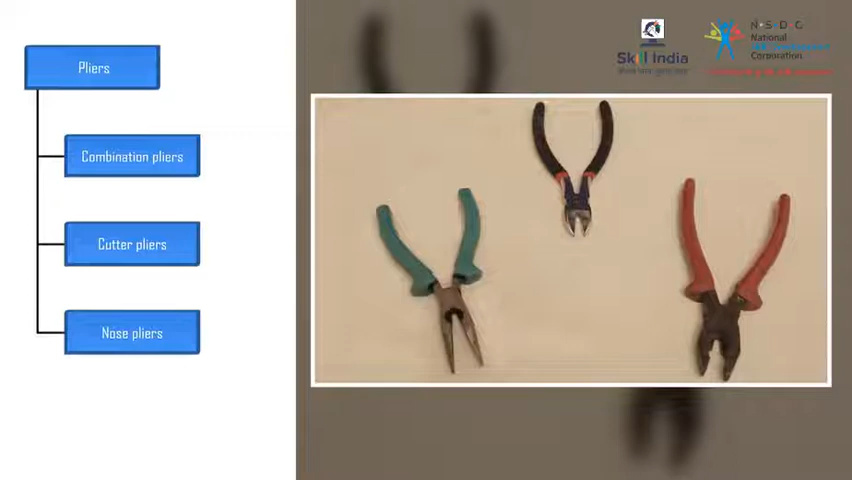 Pliers
Combination pliers
Cutter pliers
Nose pliers
Skill India
N S D C
National
Corporation